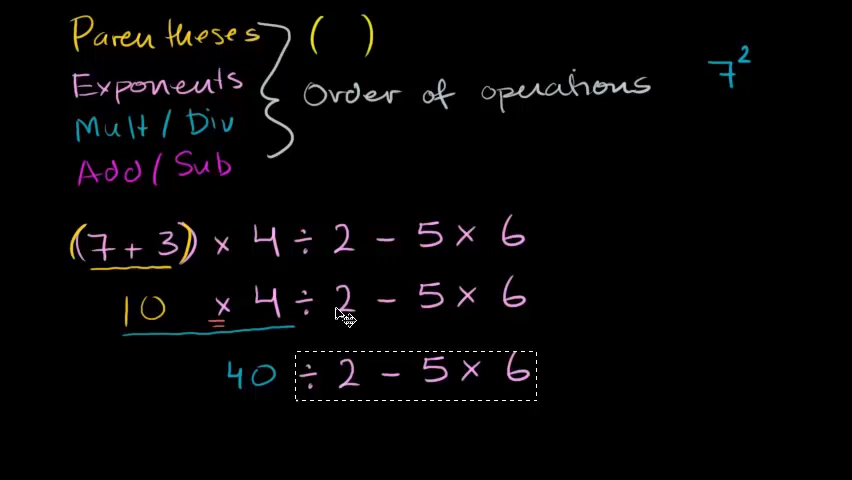 Parentheses ( )
Exponents Order of operations 7²
Mult / Div
Add / Sub
(7 + 3) × 4 ÷ 2 - 5 × 6
10 × 4 ÷ 2 - 5 × 6
40 ÷ 2 - 5 × 6